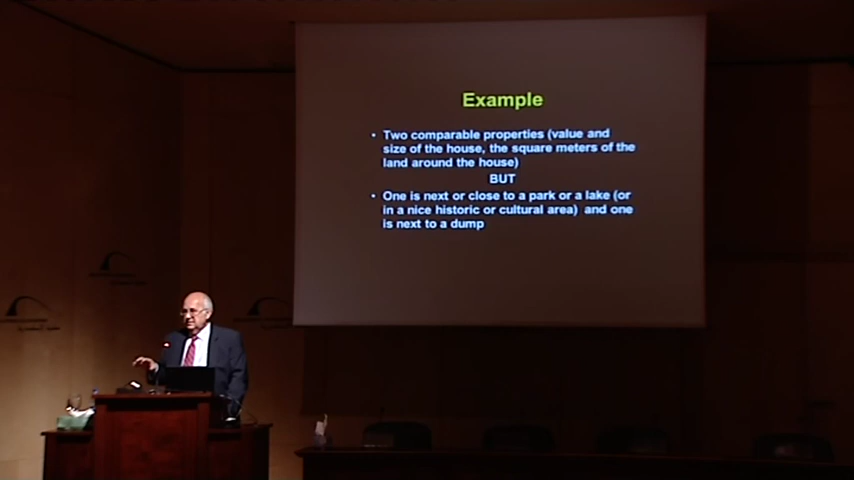 Example
• Two comparable properties (value and
size of the house, the square meters of the
land around the house)
BUT
• One is next or close to a park or a lake (or
in a nice historic or cultural area) and one
is next to a dump